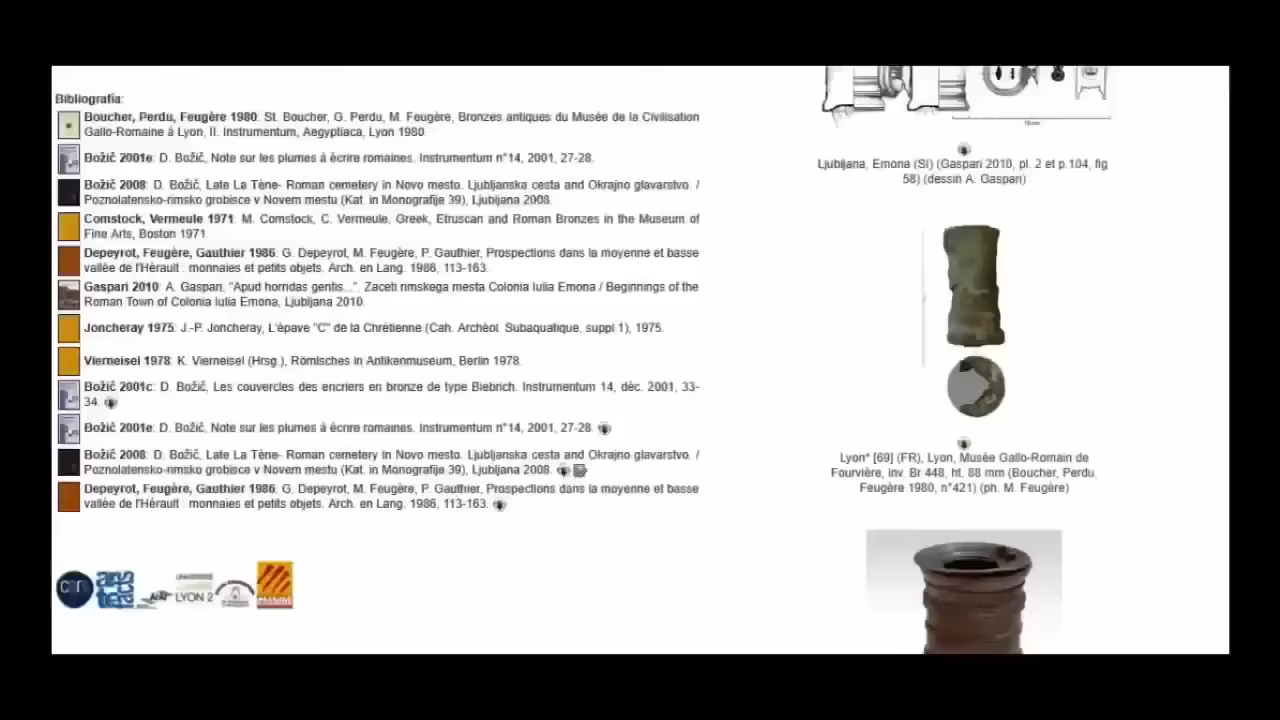 Bibliografía:
Boucher, Perdu, Feugère 1980: St. Boucher, G. Perdu, M. Feugère, Bronzes antiques du Musée de la Civilisation
Gallo-Romaine à Lyon, II. Instrumentum, Aegyptiaca, Lyon 1980.
Božič 2001e: D. Božič, Note sur les plumes à écrire romaines. Instrumentum n°14, 2001, 27-28.
Božič 2008: D. Božič, Late La Tène- Roman cemetery in Novo mesto. Ljubljanska cesta and Okrajno glavarstvo. /
Poznolatensko-rimsko grobisce v Novem mestu (Kat. in Monografije 39), Ljubljana 2008.
Comstock, Vermeule 1971: M. Comstock, C. Vermeule, Greek, Etruscan and Roman Bronzes in the Museum of
Fine Arts, Boston 1971.
Depeyrot, Feugère, Gauthier 1986: G. Depeyrot, M. Feugère, P. Gauthier, Prospections dans la moyenne et basse
vallée de l'Hérault : monnaies et petits objets. Arch. en Lang. 1986, 113-163.
Gaspari 2010: A. Gaspari, "Apud horridas gentis...". Zaceti rimskega mesta Colonia Iulia Emona / Beginnings of the
Roman Town of Colonia Iulia Emona, Ljubljana 2010.
Joncheray 1975: J.-P. Joncheray, L'épave "C" de la Chrétienne (Cah. Archéol. Subaquatique, suppl.1), 1975.
Vierneisel 1978: K. Vierneisel (Hrsg.), Römisches in Antikenmuseum, Berlin 1978.
Božič 2001c: D. Božič, Les couvercles des encriers en bronze de type Biebrich. Instrumentum 14, déc. 2001, 33-
34.
Božič 2001e: D. Božič, Note sur les plumes à écrire romaines. Instrumentum n°14, 2001, 27-28.
Božič 2008: D. Božič, Late La Tène- Roman cemetery in Novo mesto. Ljubljanska cesta and Okrajno glavarstvo. /
Poznolatensko-rimsko grobisce v Novem mestu (Kat. in Monografije 39), Ljubljana 2008.
Depeyrot, Feugère, Gauthier 1986: G. Depeyrot, M. Feugère, P. Gauthier, Prospections dans la moyenne et basse
vallée de l'Hérault : monnaies et petits objets. Arch. en Lang. 1986, 113-163.
LYON 2
Ljubljana, Emona (SI) (Gaspari 2010, pl. 2 et p.104, fig
58) (dessin A. Gaspari)
Lyon* [69] (FR), Lyon, Musée Gallo-Romain de
Fourvière, inv. Br 448, ht. 88 mm (Boucher, Perdu,
Feugère 1980, n°421) (ph. M. Feugère)